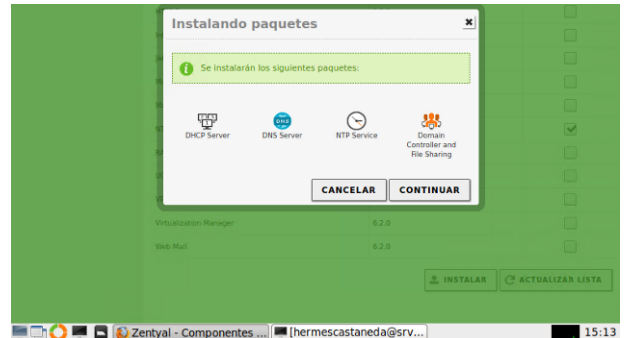 Instalando paquetes
Se instalarán los siguientes paquetes:
DHCP Server
DNS
DNS Server
NTP Service
Domain
Controller and
File Sharing
CANCELAR
CONTINUAR
Virtualization Manager 6.2.0
Web Mail 6.2.0
INSTALAR
ACTUALIZAR LISTA
Zentyal - Componentes ...
[hermescastaneda@srv...
15:13